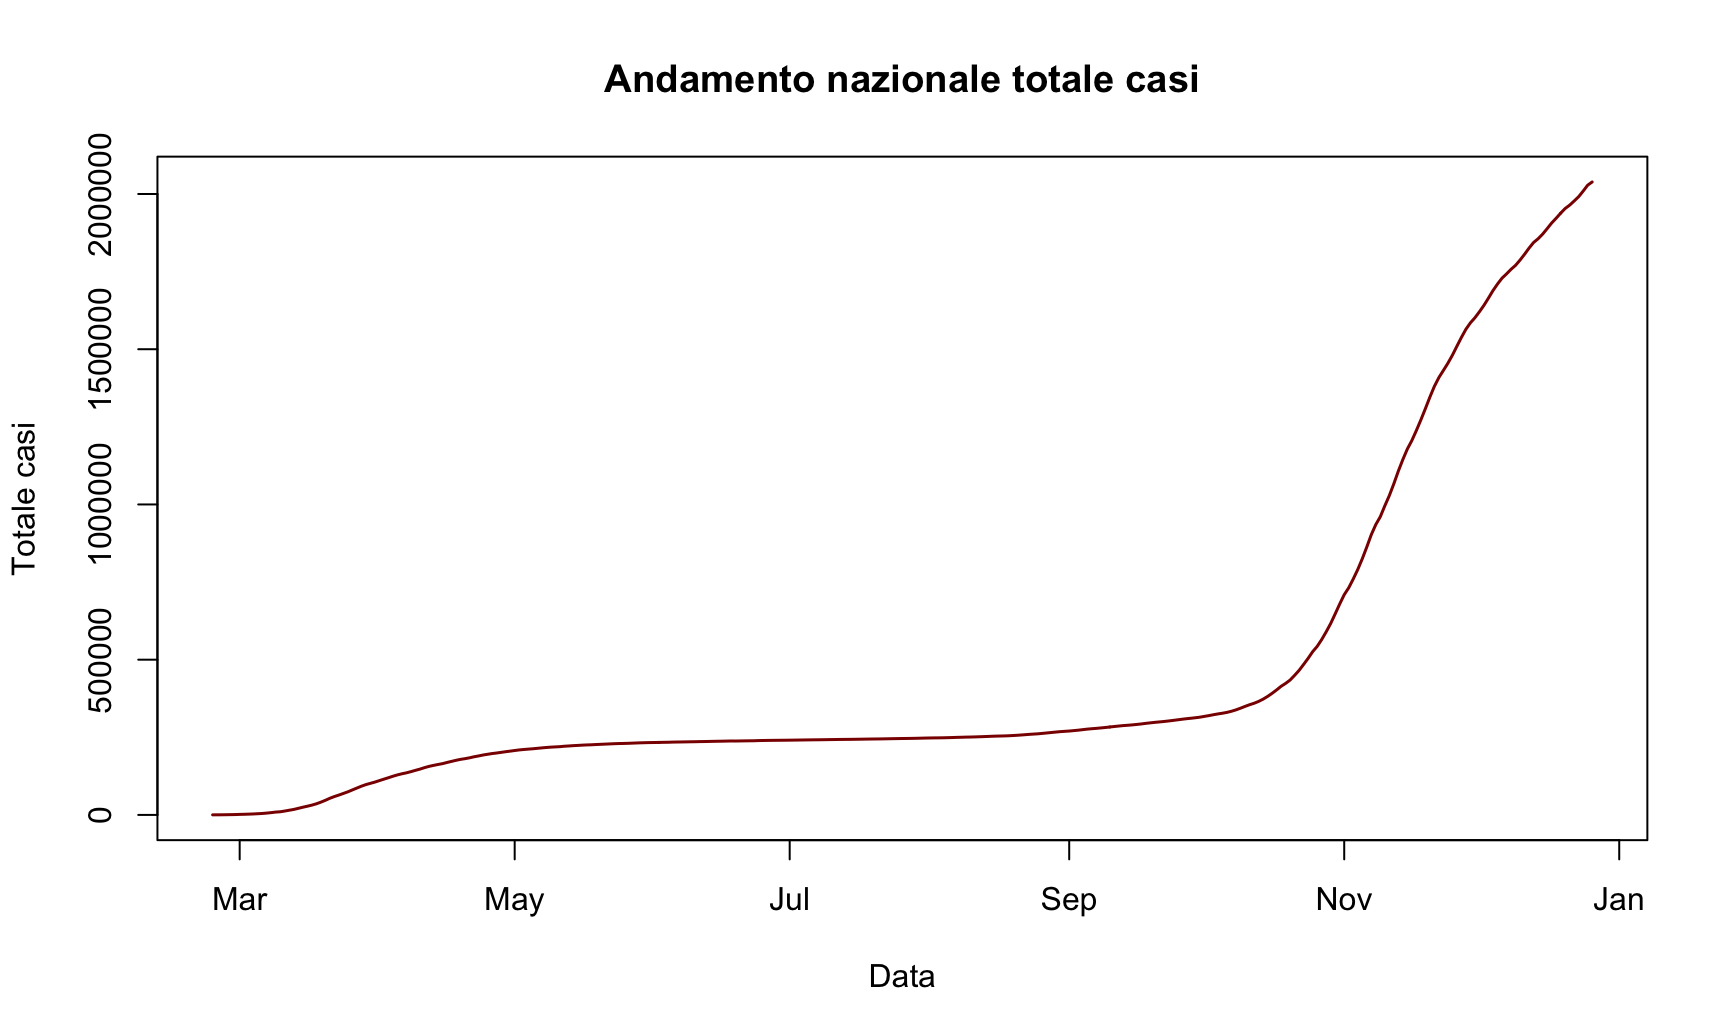 Andamento nazionale totale casi
Totale casi
2000000
1500000
1000000
500000
0
Mar May Jul Sep Nov Jan
Data